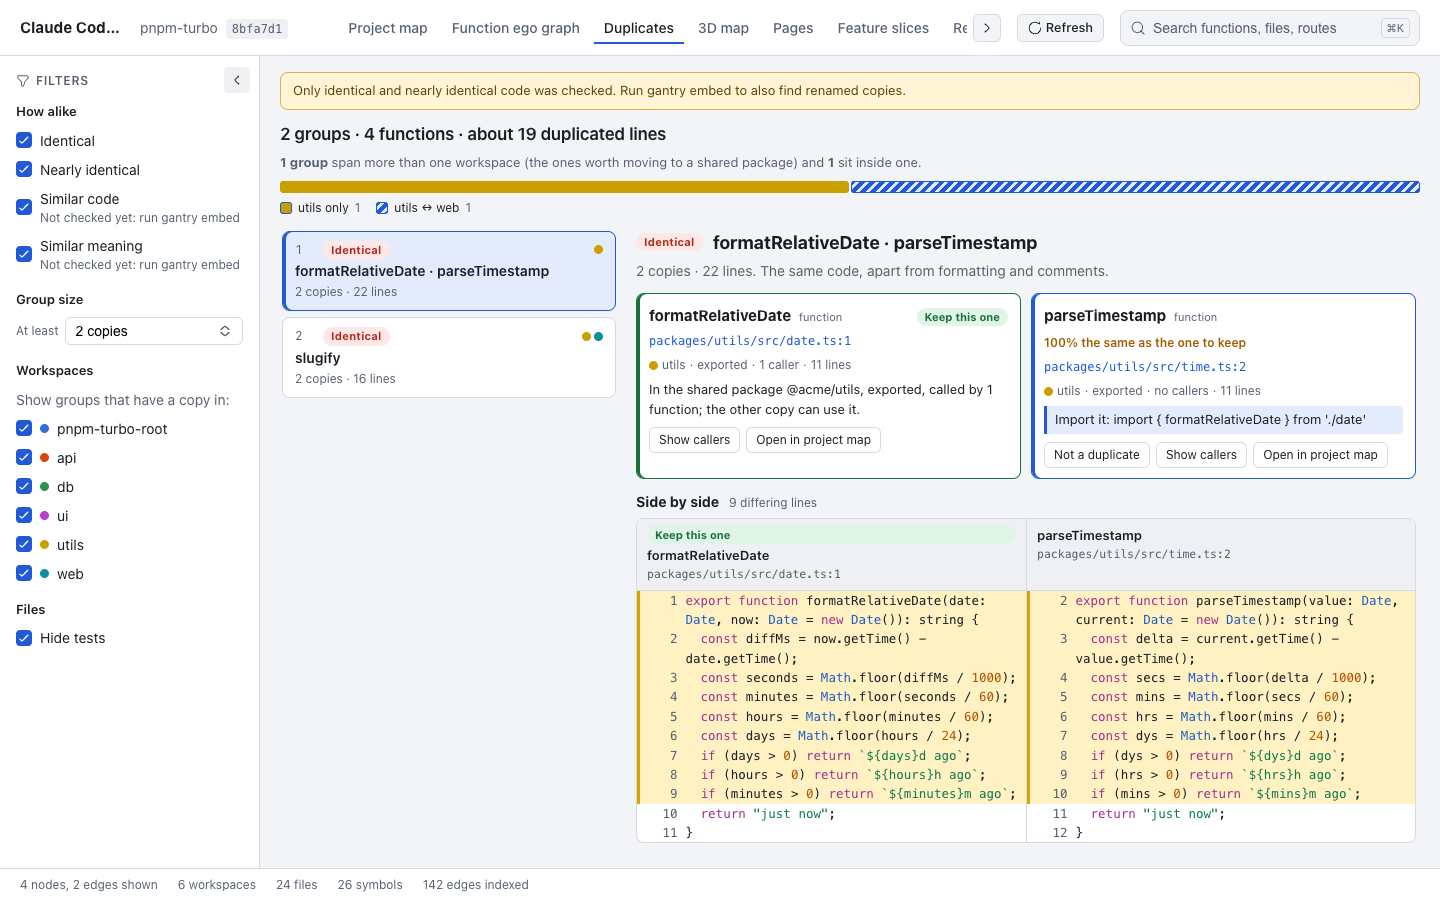 Claude Cod...
pnpm-turbo 8bfa7d1
Project map Function ego graph Duplicates 3D map Pages Feature slices Re
Refresh
Search functions, files, routes ⌘K
FILTERS
How alike
Identical
Nearly identical
Similar code
Not checked yet: run gantry embed
Similar meaning
Not checked yet: run gantry embed
Group size
At least 2 copies
Workspaces
Show groups that have a copy in:
pnpm-turbo-root
api
db
ui
utils
web
Files
Hide tests
Only identical and nearly identical code was checked. Run gantry embed to also find renamed copies.
2 groups · 4 functions · about 19 duplicated lines
1 group span more than one workspace (the ones worth moving to a shared package) and 1 sit inside one.
utils only 1 utils ↔ web 1
1 Identical
formatRelativeDate · parseTimestamp
2 copies · 22 lines
2 Identical
slugify
2 copies · 16 lines
Identical formatRelativeDate · parseTimestamp
2 copies · 22 lines. The same code, apart from formatting and comments.
formatRelativeDate function Keep this one
packages/utils/src/date.ts:1
utils · exported · 1 caller · 11 lines
In the shared package @acme/utils, exported, called by 1
function; the other copy can use it.
Show callers Open in project map
parseTimestamp function
100% the same as the one to keep
packages/utils/src/time.ts:2
utils · exported · no callers · 11 lines
Import it: import { formatRelativeDate } from './date'
Not a duplicate Show callers Open in project map
Side by side 9 differing lines
Keep this one
formatRelativeDate
packages/utils/src/date.ts:1
1 export function formatRelativeDate(date:
Date, now: Date = new Date()): string {
2 const diffMs = now.getTime() −
date.getTime();
3 const seconds = Math.floor(diffMs / 1000);
4 const minutes = Math.floor(seconds / 60);
5 const hours = Math.floor(minutes / 60);
6 const days = Math.floor(hours / 24);
7 if (days > 0) return `${days}d ago`;
8 if (hours > 0) return `${hours}h ago`;
9 if (minutes > 0) return `${minutes}m ago`;
10 return "just now";
11 }
parseTimestamp
packages/utils/src/time.ts:2
2 export function parseTimestamp(value: Date,
current: Date = new Date()): string {
3 const delta = current.getTime() −
value.getTime();
4 const secs = Math.floor(delta / 1000);
5 const mins = Math.floor(secs / 60);
6 const hrs = Math.floor(mins / 60);
7 const dys = Math.floor(hrs / 24);
8 if (dys > 0) return `${dys}d ago`;
9 if (hrs > 0) return `${hrs}h ago`;
10 if (mins > 0) return `${mins}m ago`;
11 return "just now";
12 }
4 nodes, 2 edges shown 6 workspaces 24 files 26 symbols 142 edges indexed